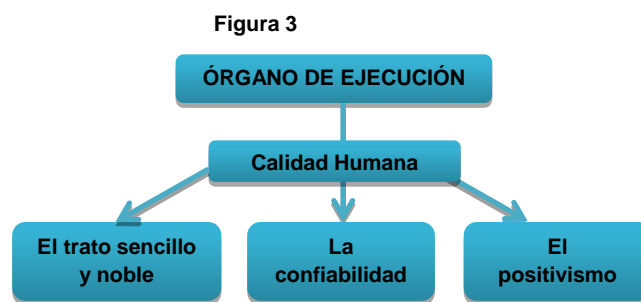 Figura 3
ÓRGANO DE EJECUCIÓN
Calidad Humana
El trato sencillo
y noble
La
confiabilidad
El
positivismo